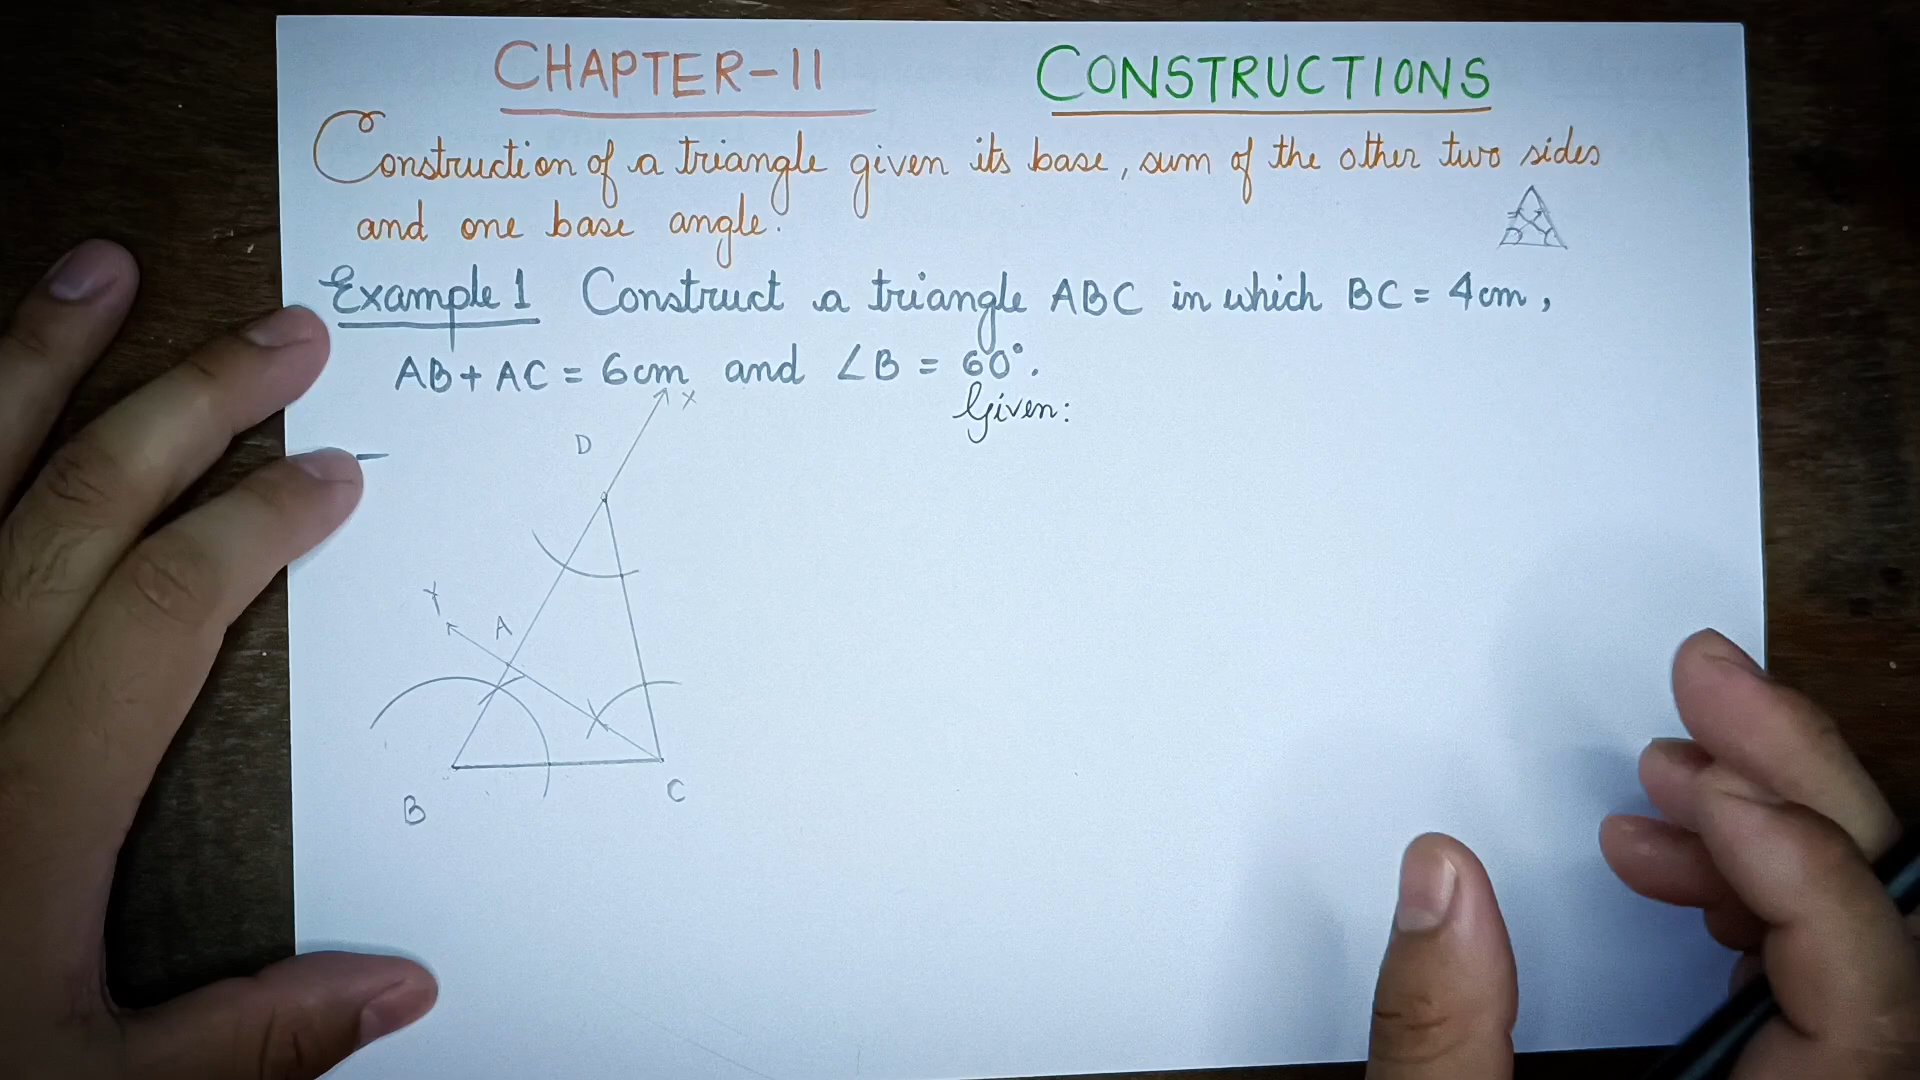 CHAPTER-11 CONSTRUCTIONS
Construction of a triangle given its base, sum of the other two sides
and one base angle.
Example 1 Construct a triangle ABC in which BC = 4cm,
AB + AC = 6cm and ∠B = 60°.
X
Given:
D
Y
A
C
B